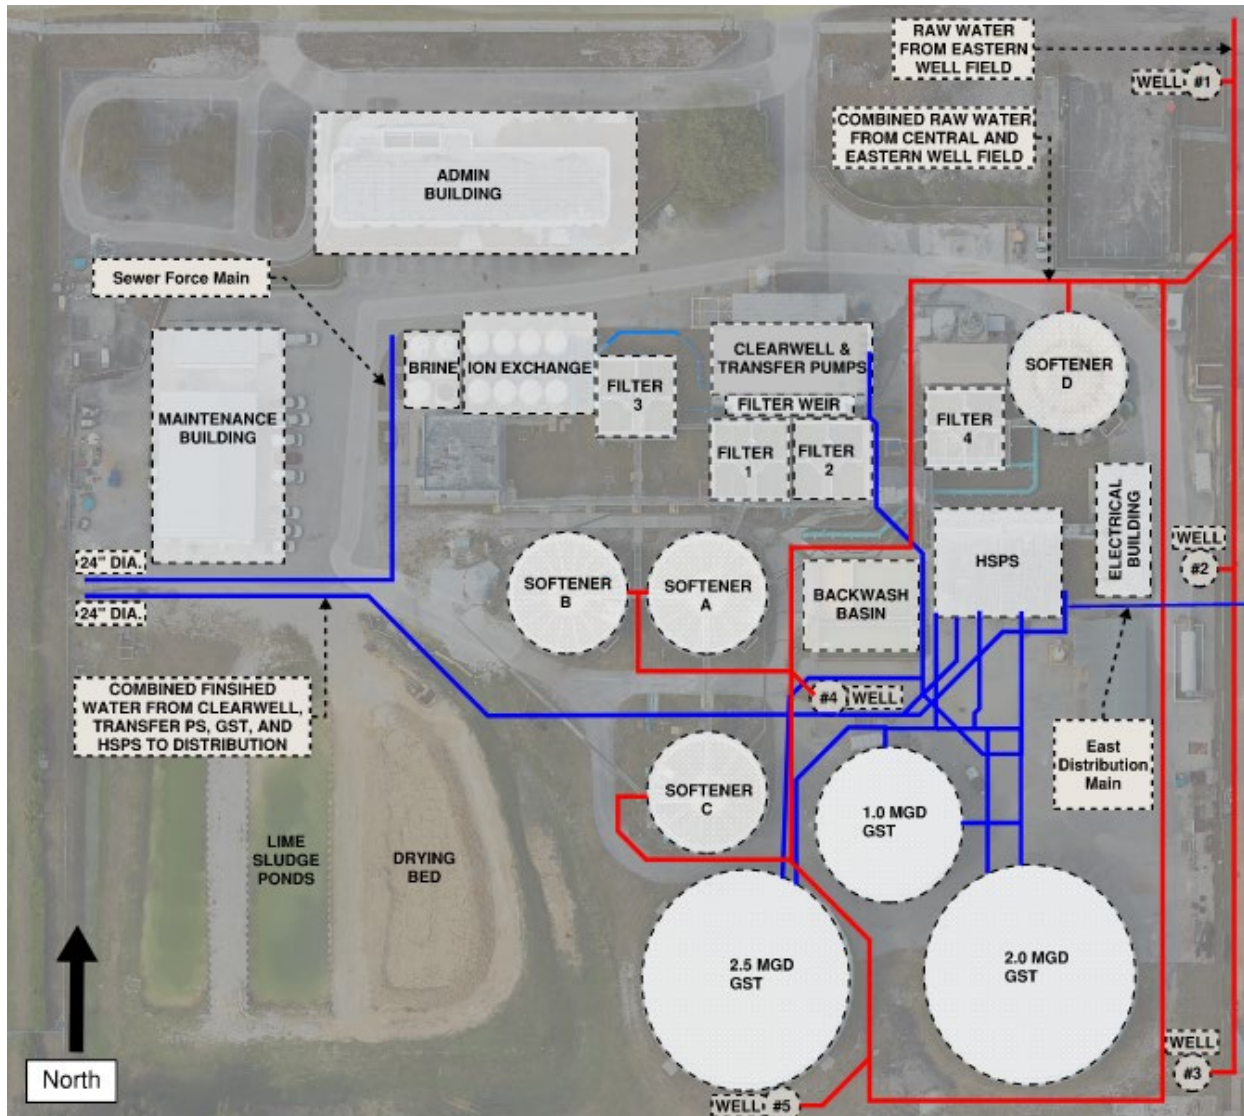 RAW WATER
FROM EASTERN
WELL FIELD
WELL #1
COMBINED RAW WATER
FROM CENTRAL AND
EASTERN WELL FIELD
ADMIN
BUILDING
Sewer Force Main
BRINE
ION EXCHANGE
CLEARWELL &
TRANSFER PUMPS
SOFTENER
D
FILTER
3
FILTER WEIR
MAINTENANCE
BUILDING
FILTER
4
FILTER
1
FILTER
2
ELECTRICAL
BUILDING
WELL
#2
HSPS
24" DIA.
SOFTENER
B
SOFTENER
A
BACKWASH
BASIN
24" DIA.
COMBINED FINSIHED
WATER FROM CLEARWELL,
TRANSFER PS, GST, AND
HSPS TO DISTRIBUTION
#4 WELL
East
Distribution
Main
SOFTENER
C
1.0 MGD
GST
LIME
SLUDGE
PONDS
DRYING
BED
2.5 MGD
GST
2.0 MGD
GST
WELL
#3
North
WELL #5